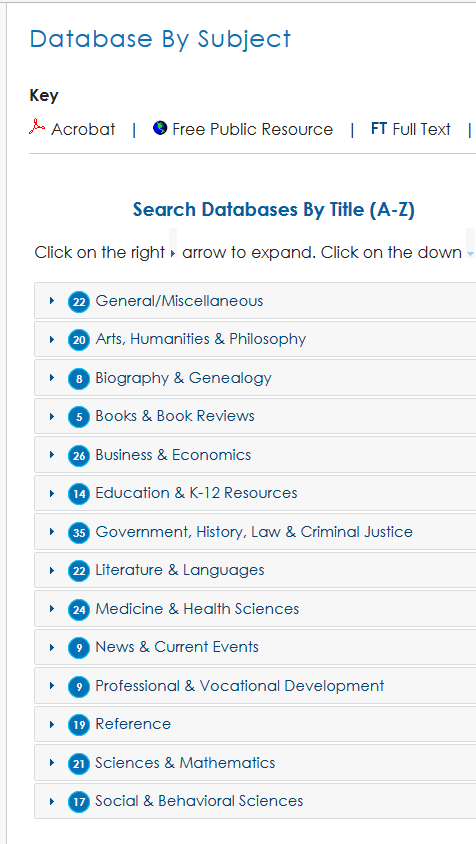 Database By Subject
Key
Acrobat | Free Public Resource | FT Full Text |
Search Databases By Title (A-Z)
Click on the right arrow to expand. Click on the down
22 General/Miscellaneous
20 Arts, Humanities & Philosophy
8 Biography & Genealogy
5 Books & Book Reviews
26 Business & Economics
14 Education & K-12 Resources
35 Government, History, Law & Criminal Justice
22 Literature & Languages
24 Medicine & Health Sciences
9 News & Current Events
9 Professional & Vocational Development
19 Reference
21 Sciences & Mathematics
17 Social & Behavioral Sciences